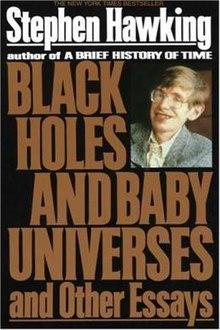 THE NEW YORK TIMES BESTSELLER
Stephen Hawking
author of A BRIEF HISTORY OF TIME
BLACK
HOLES
AND BABY
UNIVERSES
and Other Essays